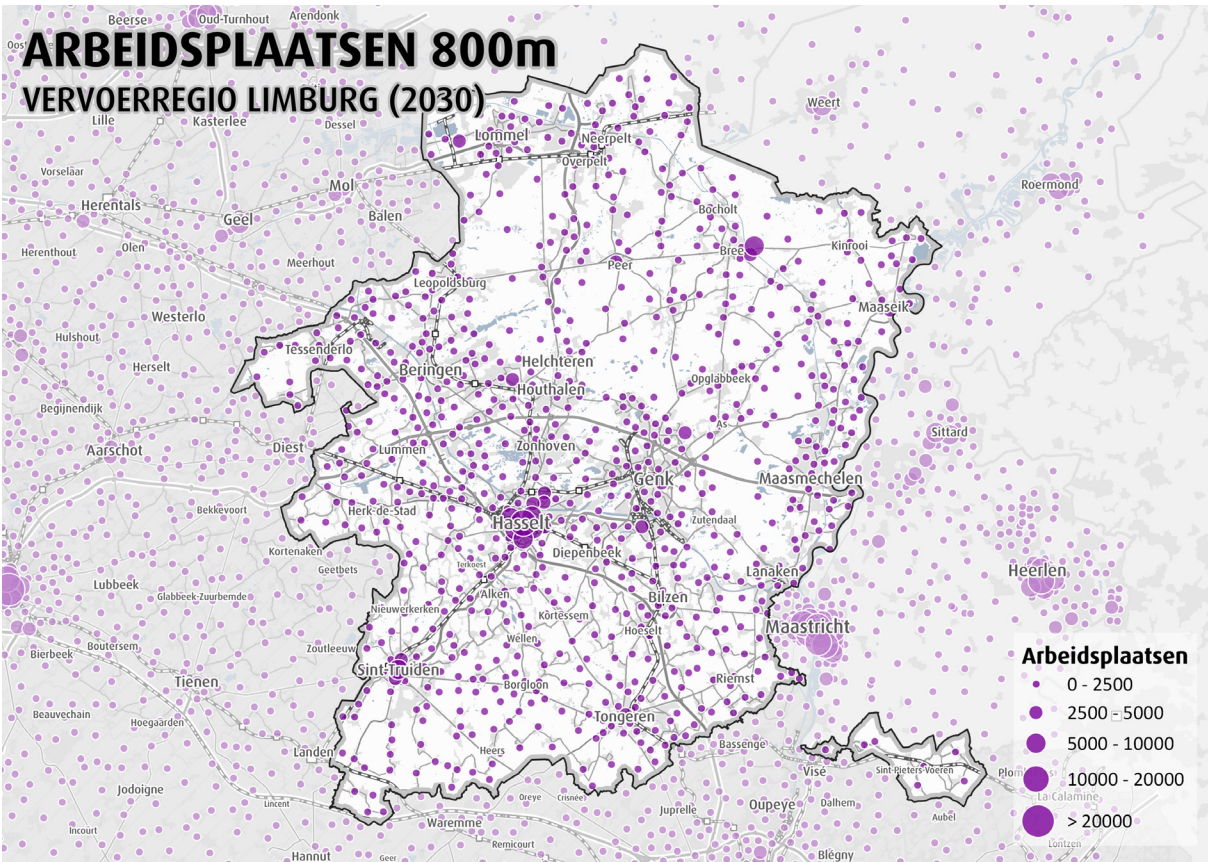 Beerse
Oud-Turnhout
Arendonk
ARBEIDSPLAATSEN 800m
VERVOERREGIO LIMBURG (2030)
Lille
Kasterlee
Dessel
Lommel
Neerpelt
Overpelt
Weert
Vorselaar
Mol
Roermond
Herentals
Geel
Balen
Bocholt
Herenthout
Olen
Meerhout
Bree
Kinrooi
Peer
Leopoldsburg
Westerlo
Maaseik
Hulshout
Tessenderlo
Herselt
Beringen
Helchteren
Houthalen
Opglabbeek
Begijnendijk
As
Sittard
Aarschot
Diest
Lummen
Zonhoven
Genk
Maasmechelen
Bekkevoort
Herk-de-Stad
Hasselt
Zutendaal
Kortenaken
Geetbets
Terkoest
Diepenbeek
Lanaken
Heerlen
Lubbeek
Glabbeek-Zuurbemde
Nieuwerkerken
Alken
Kortessem
Bilzen
Wellen
Hoeselt
Maastricht
Bierbeek
Boutersem
Zoutleeuw
Sint-Truiden
Tienen
Borgloon
Riemst
Beauvechain
Hoegaarden
Tongeren
Landen
Heers
Bassenge
Visé
Sint-Pieters-Voeren
Jodoigne
Lincent
Oreye
Crisnée
Juprelle
Oupeye
Dalhem
Aubel
La Calamine
Incourt
Waremme
Remicourt
Hannut
Geer
Blégny
Lontzen
Arbeidsplaatsen
0 - 2500
2500 - 5000
5000 - 10000
10000 - 20000
> 20000